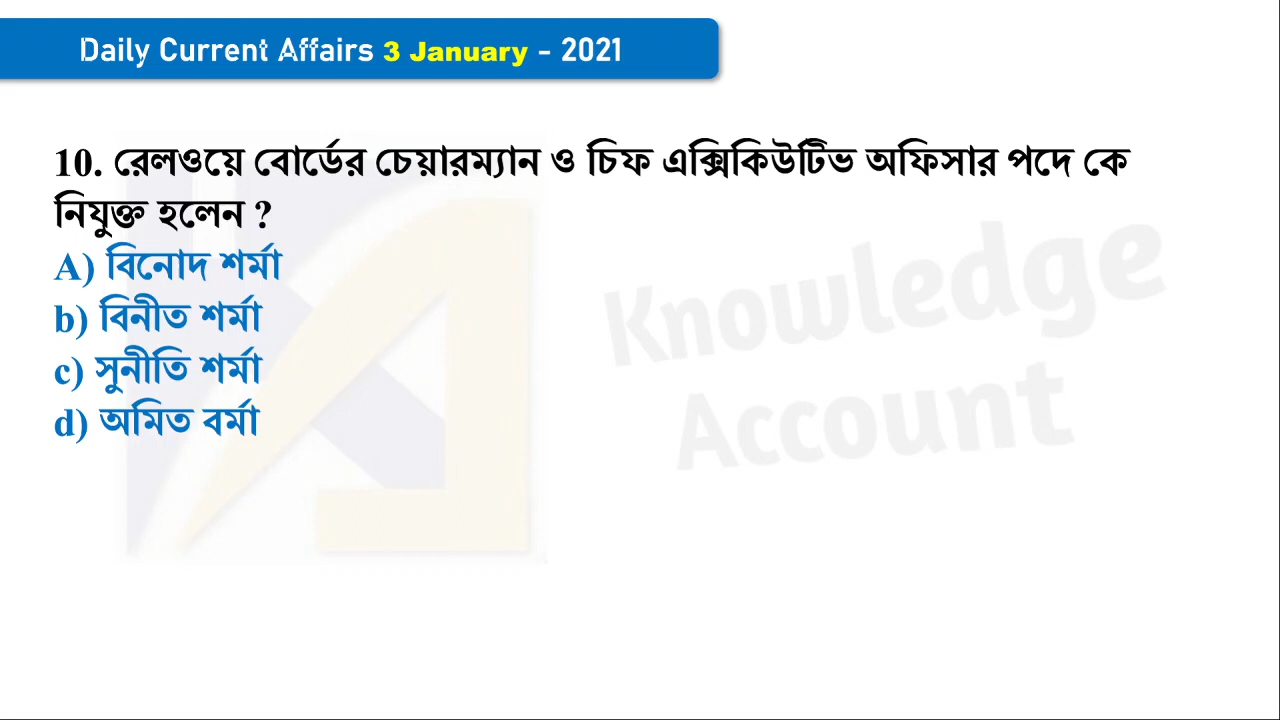 Daily Current Affairs 3 January - 2021
10. রেলওয়ে বোর্ডের চেয়ারম্যান ও চিফ এক্সিকিউটিভ অফিসার পদে কে
নিযুক্ত হলেন ?
A) বিনোদ শর্মা
b) বিনীত শর্মা
c) সুনীতি শর্মা
d) অমিত বর্মা
Knowledge
Account